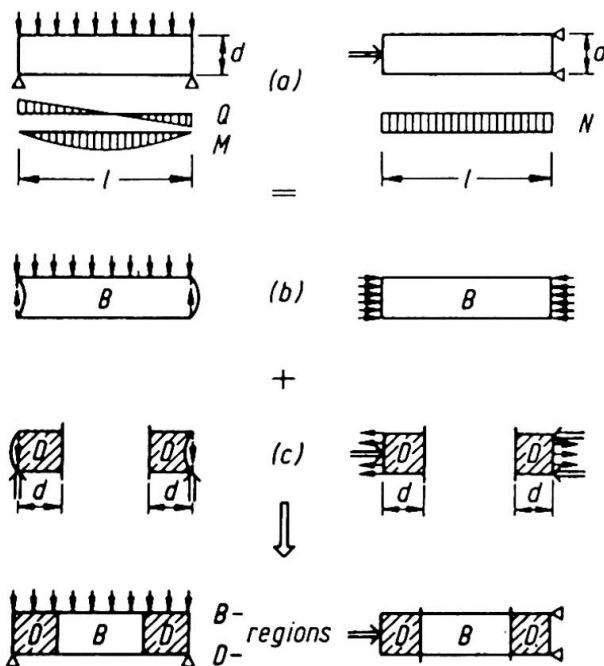 d (a) d
Q
M N
l l
=
B (b) B
+
D D (c) D D
d d d d
D B D B- regions D B D
D-